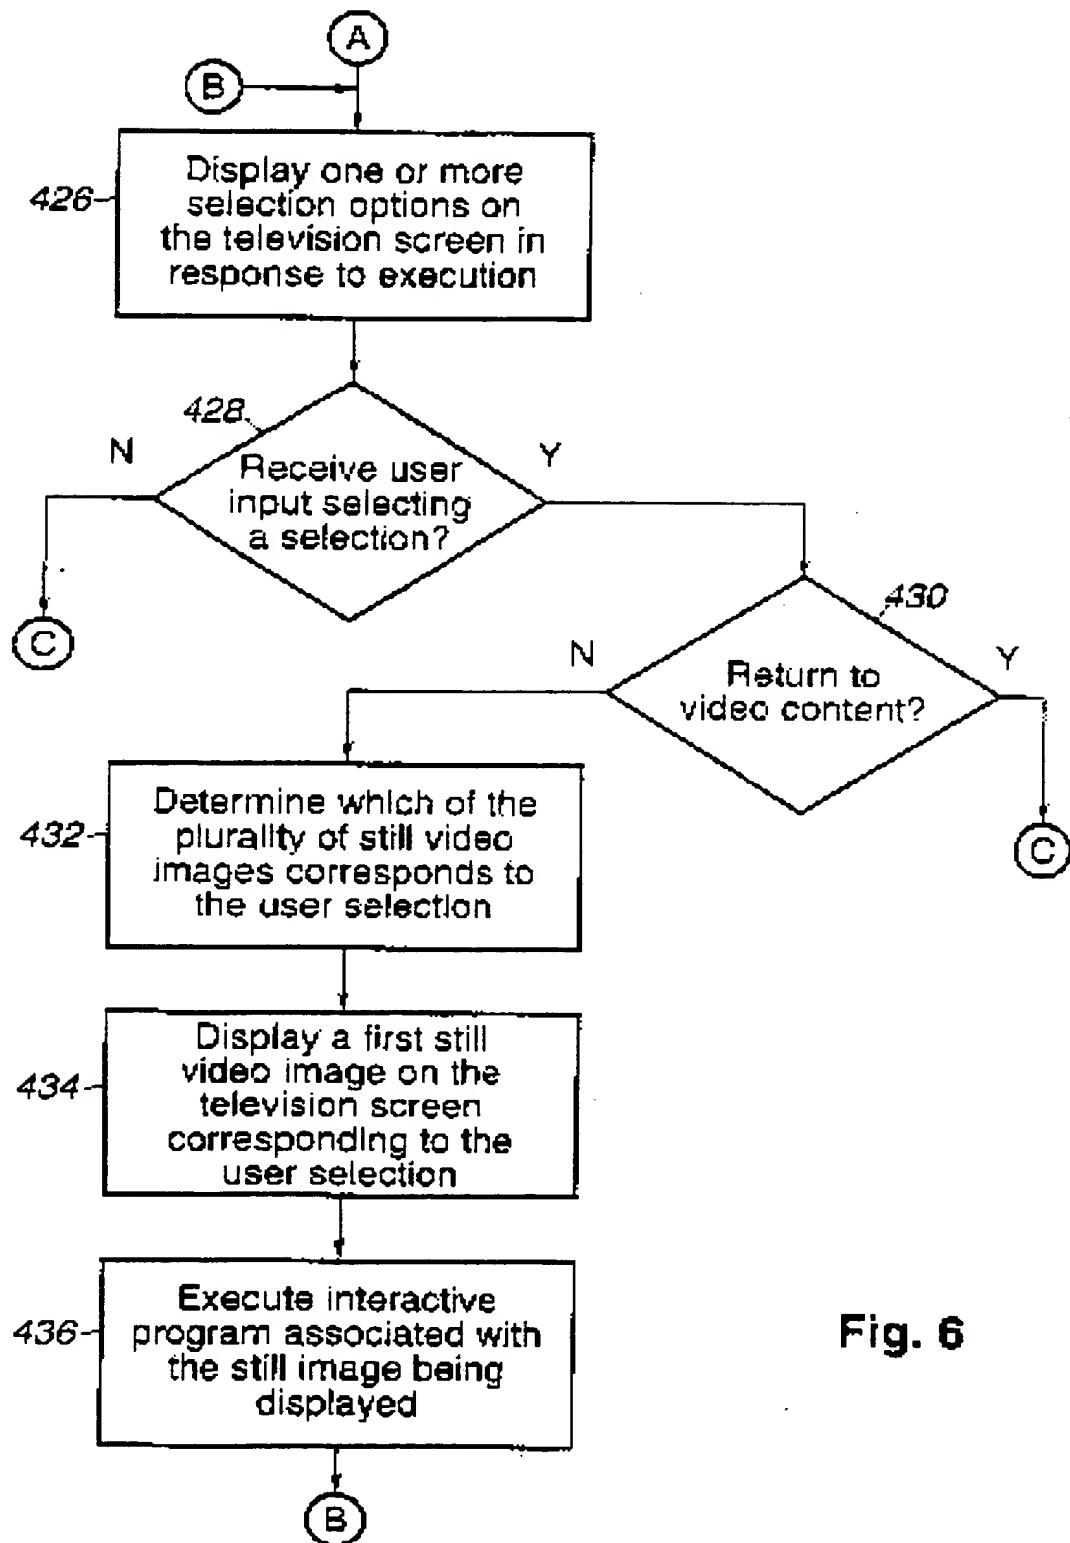 A
B
426
Display one or more
selection options on
the television screen in
response to execution
428
N
Y
Receive user
input selecting
a selection?
C
430
N
Y
Return to
video content?
C
432
Determine which of the
plurality of still video
images corresponds to
the user selection
434
Display a first still
video image on the
television screen
corresponding to the
user selection
436
Execute interactive
program associated with
the still image being
displayed
B
Fig. 6